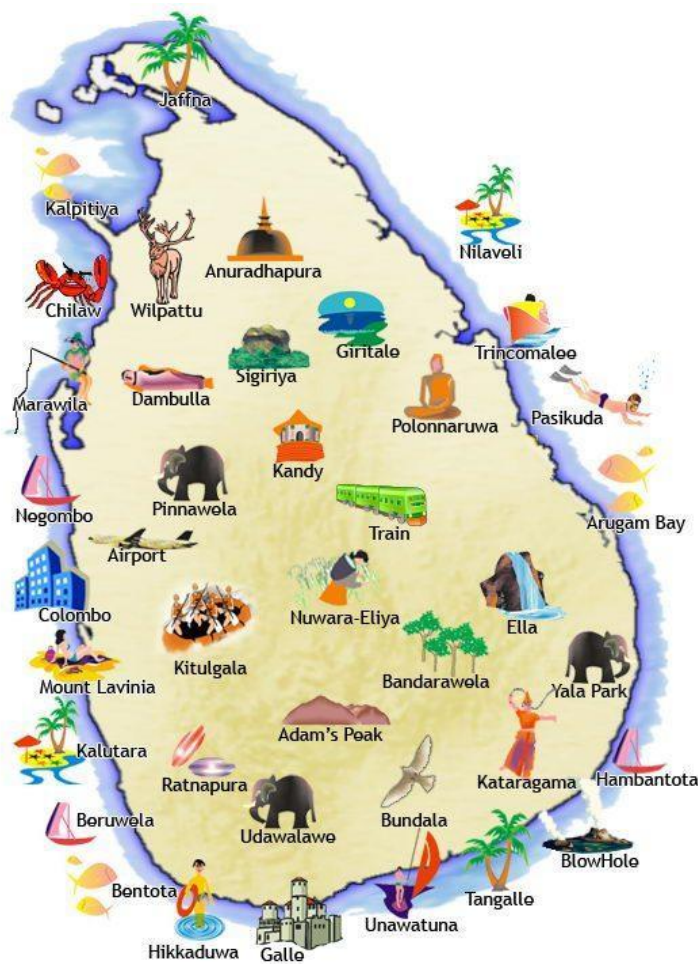 Jaffna
Kalpitiya
Nilaveli
Anuradhapura
Chilaw
Wilpattu
Giritale
Trincomalee
Sigiriya
Marawila
Dambulla
Pasikuda
Polonnaruwa
Kandy
Pinnawela
Negombo
Train
Arugam Bay
Airport
Colombo
Nuwara-Eliya
Ella
Kitulgala
Mount Lavinia
Bandarawela
Yala Park
Adam's Peak
Kalutara
Ratnapura
Kataragama
Hambantota
Beruwela
Udawalawe
Bundala
BlowHole
Bentota
Tangalle
Unawatuna
Hikkaduwa
Galle